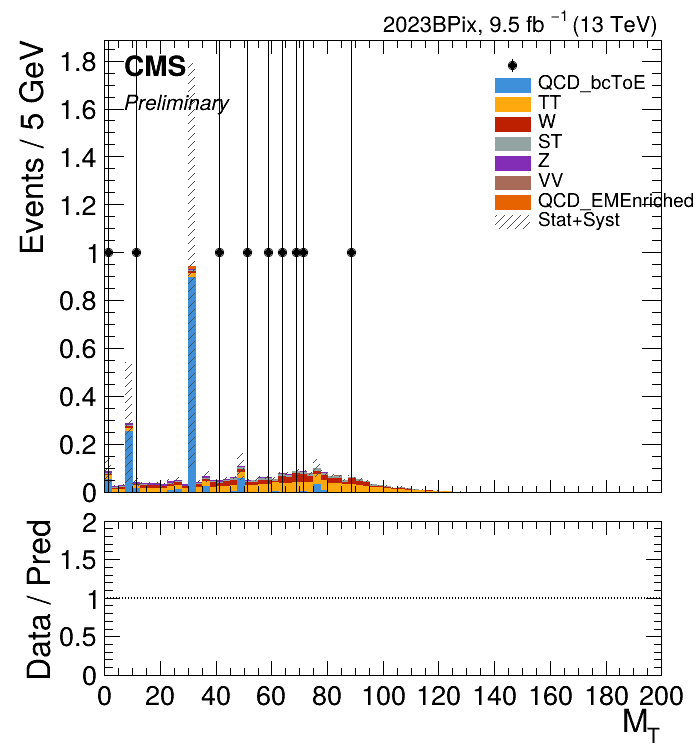 2023BPix, 9.5 fb⁻¹ (13 TeV)
CMS
Preliminary
Events / 5 GeV
1.8
1.6
1.4
1.2
1
0.8
0.6
0.4
0.2
0
QCD_bcToE
TT
W
ST
Z
VV
QCD_EMEnriched
Stat+Syst
Data / Pred
2
1.5
1
0.5
0
0 20 40 60 80 100 120 140 160 180 200
M_T